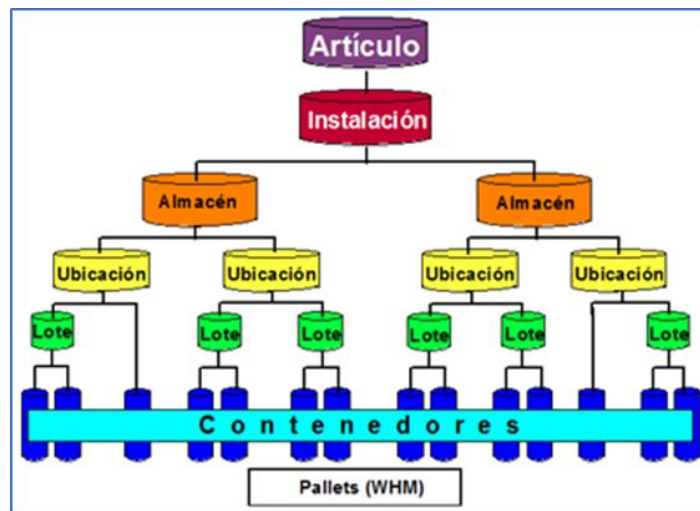 Artículo
Instalación
Almacén
Almacén
Ubicación
Ubicación
Ubicación
Ubicación
Lote
Lote
Lote
Lote
Lote
Lote
Contenedores
Pallets (WHM)